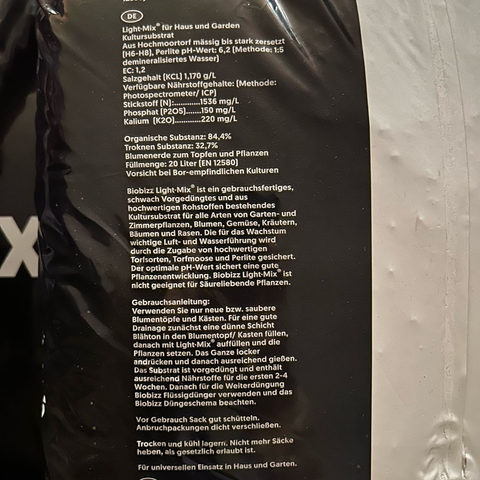 DE
Light-Mix® für Haus und Garden
Kultursubstrat
Aus Hochmoortorf mässig bis stark zersetzt
(H6-H8), Perlite pH-Wert: 6,2 (Methode: 1:5
demineralisiertes Wasser)
EC: 1,2
Salzgehalt (KCL) 1,170 g/L
Verfügbare Nährstoffgehalte: (Methode:
Photospectrometer/ ICP)
Stickstoff (N):............1536 mg/L
Phosphat (P2O5)......150 mg/L
Kalium (K2O)...........220 mg/L
Organische Substanz: 84,4%
Troknen Substanz: 32,7%
Blumenerde zum Topfen und Pflanzen
Füllmenge: 20 Liter (EN 12580)
Vorsicht bei Bor-empfindlichen Kulturen
Biobizz Light-Mix® ist ein gebrauchsfertiges,
schwach Vorgedüngtes und aus
hochwertigen Rohstoffen bestehendes
Kultursubstrat für alle Arten von Garten- und
Zimmerpflanzen, Blumen, Gemüse, Kräutern,
Bäumen und Rasen. Die für das Wachstum
wichtige Luft- und Wasserführung wird
durch die Zugabe von hochwertigen
Torfsorten, Torfmoose und Perlite gesichert.
Der optimale pH-Wert sichert eine gute
Pflanzenentwicklung. Biobizz Light-Mix® ist
nicht geeignet für Säureliebende Pflanzen.
Gebrauchsanleitung:
Verwenden Sie nur neue bzw. saubere
Blumentöpfe und Kästen. Für eine gute
Drainage zunächst eine dünne Schicht
Blähton in den Blumentopf/ Kasten füllen,
danach mit Light-Mix® auffüllen und die
Pflanzen setzen. Das Ganze locker
andrücken und danach ausreichend gießen.
Das Substrat ist vorgedüngt und enthält
ausreichend Nährstoffe für die ersten 2-4
Wochen. Danach für die Weiterdüngung
Biobizz Flüssigdünger verwenden und das
Biobizz Düngeschema beachten.
Vor Gebrauch Sack gut schütteln.
Anbruchpackungen dicht verschließen.
Trocken und kühl lagern. Nicht mehr Säcke
heben, als gesetzlich erlaubt ist.
Für universellen Einsatz in Haus und Garten.
X